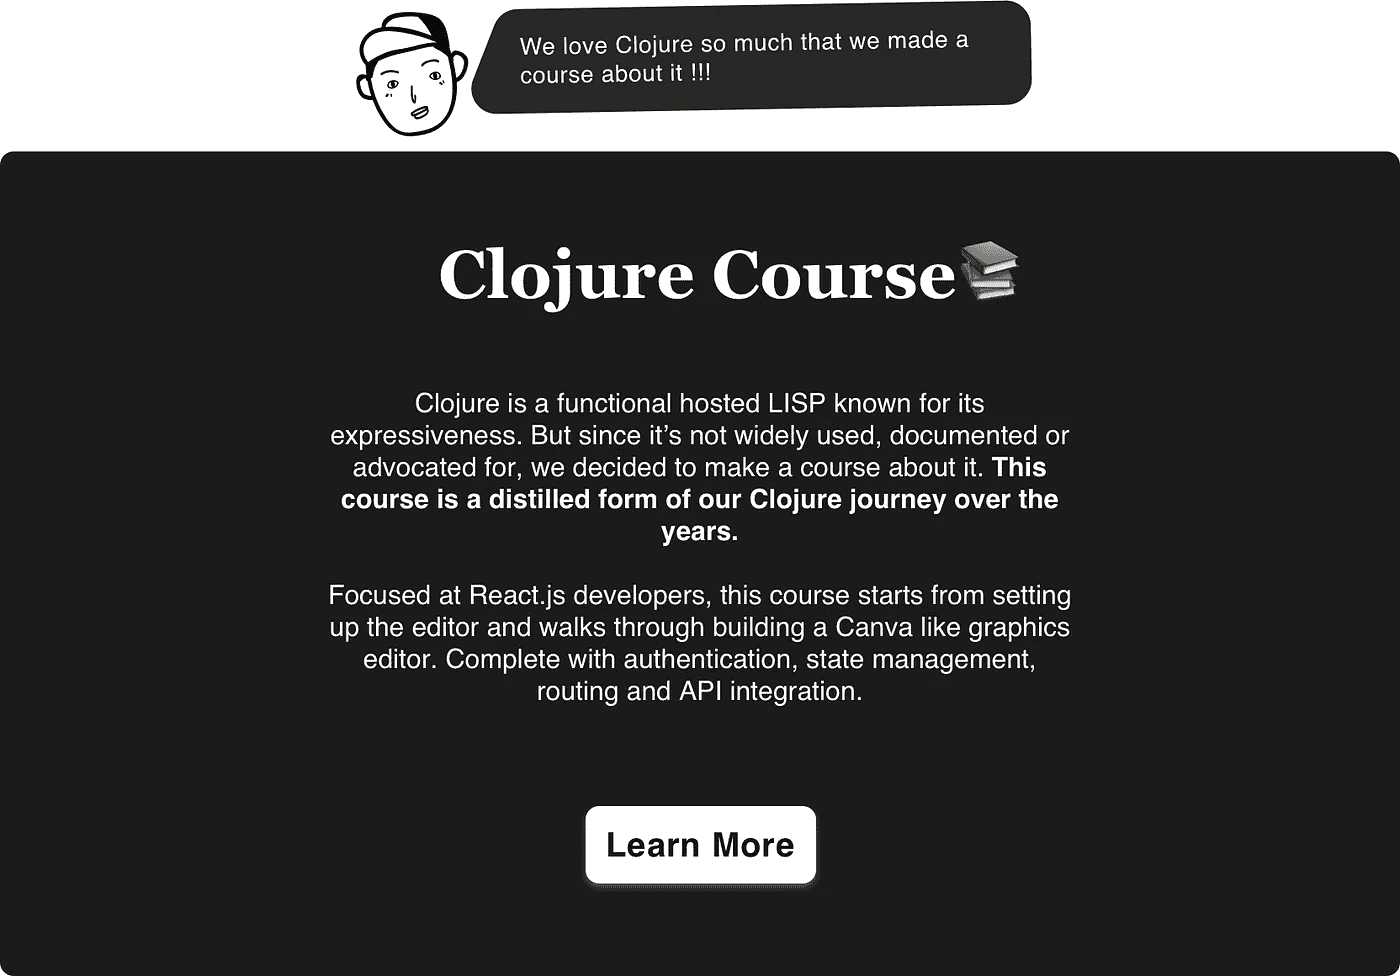 We love Clojure so much that we made a
course about it !!!
Clojure Course
Clojure is a functional hosted LISP known for its
expressiveness. But since it’s not widely used, documented or
advocated for, we decided to make a course about it. This
course is a distilled form of our Clojure journey over the
years.
Focused at React.js developers, this course starts from setting
up the editor and walks through building a Canva like graphics
editor. Complete with authentication, state management,
routing and API integration.
Learn More